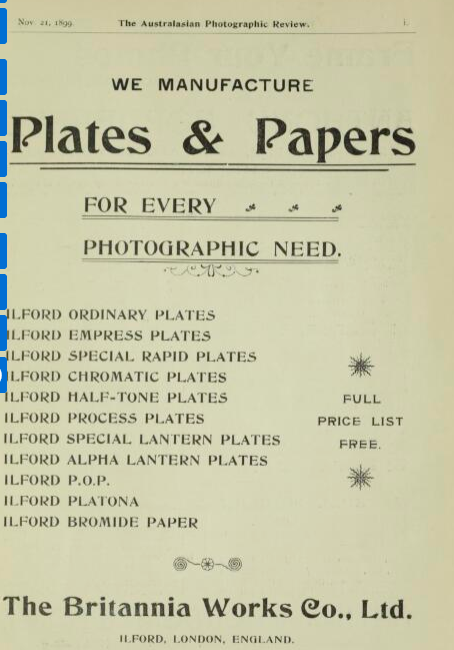 Nov. 21, 1899. The Australasian Photographic Review. i.
WE MANUFACTURE
Plates & Papers
FOR EVERY
PHOTOGRAPHIC NEED.
ILFORD ORDINARY PLATES
ILFORD EMPRESS PLATES
ILFORD SPECIAL RAPID PLATES
ILFORD CHROMATIC PLATES
ILFORD HALF-TONE PLATES
ILFORD PROCESS PLATES
ILFORD SPECIAL LANTERN PLATES
ILFORD ALPHA LANTERN PLATES
ILFORD P.O.P.
ILFORD PLATONA
ILFORD BROMIDE PAPER
FULL
PRICE LIST
FREE.
The Britannia Works Co., Ltd.
ILFORD, LONDON, ENGLAND.